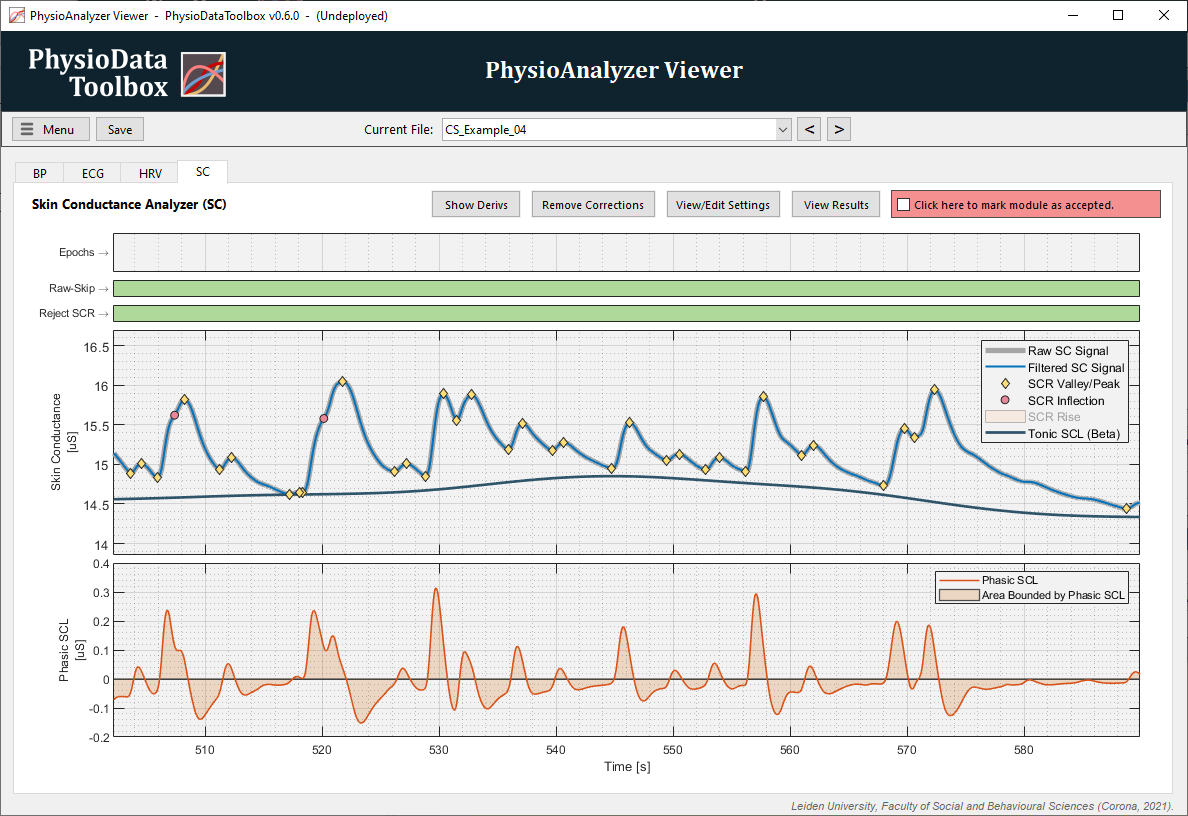 PhysioAnalyzer Viewer - PhysioDataToolbox v0.6.0 - (Undeployed)
PhysioData
Toolbox
PhysioAnalyzer Viewer
Menu
Save
Current File:
CS_Example_04
<
>
BP
ECG
HRV
SC
Skin Conductance Analyzer (SC)
Show Derivs
Remove Corrections
View/Edit Settings
View Results
Click here to mark module as accepted.
Epochs →
Raw-Skip →
Reject SCR →
16.5
16
15.5
15
14.5
14
Skin Conductance
[uS]
Raw SC Signal
Filtered SC Signal
SCR Valley/Peak
SCR Inflection
SCR Rise
Tonic SCL (Beta)
0.4
0.3
0.2
0.1
0
-0.1
-0.2
Phasic SCL
[uS]
Phasic SCL
Area Bounded by Phasic SCL
510
520
530
540
550
560
570
580
Time [s]
Leiden University, Faculty of Social and Behavioural Sciences (Corona, 2021).